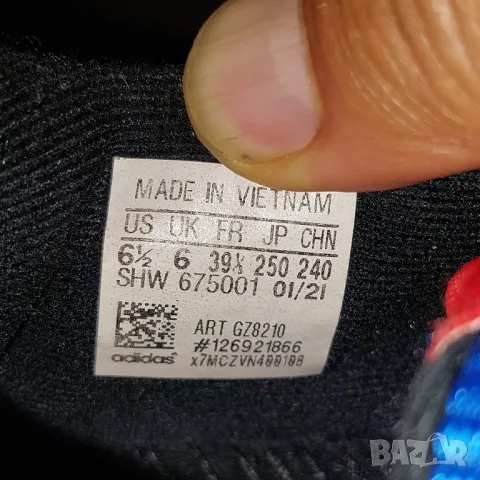 MADE IN VIETNAM
US UK FR JP CHN
6½ 6 39⅓ 250 240
SHW 675001 01/21
ART GZ8210
#126921866
adidas x7MCZVN400108
BAZAR